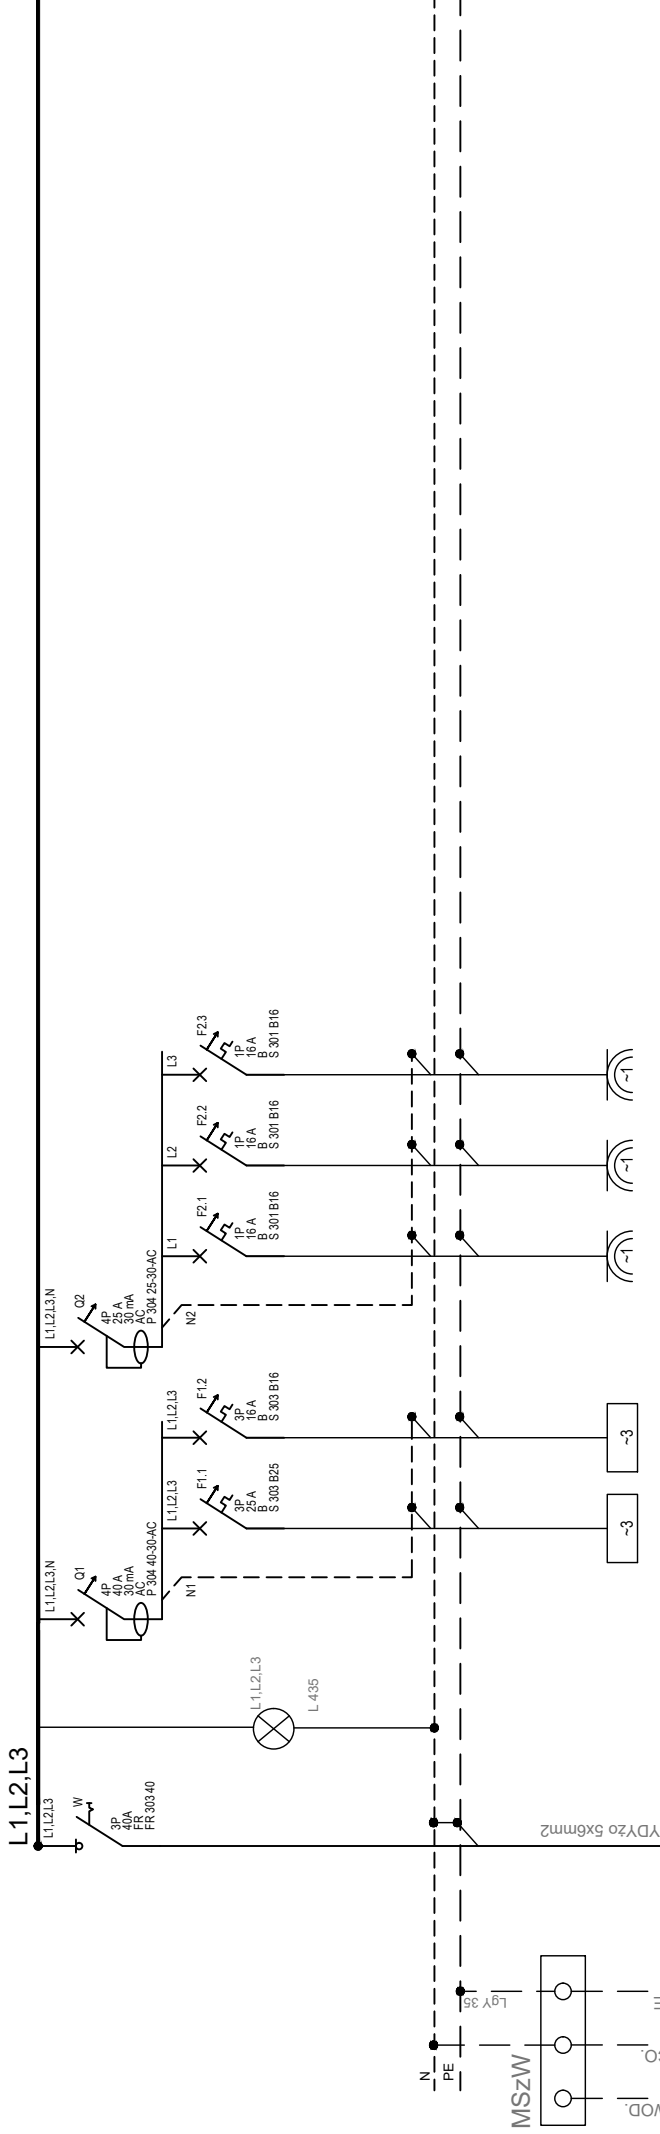 L1,L2,L3
L1,L2,L3
W
3P
40A
FR
FR 303 40
YDYżo 5x6mm2
L1,L2,L3
L 435
L1,L2,L3,N
Q1
4P
40 A
30 mA
AC
P 304 40-30-AC
N1
L1,L2,L3
F1.1
3P
25 A
B
S 303 B25
~3
L1,L2,L3
F1.2
3P
16 A
B
S 303 B16
~3
L1,L2,L3,N
Q2
4P
25 A
30 mA
AC
P 304 25-30-AC
N2
L1
F2.1
1P
16 A
B
S 301 B16
~1
L2
F2.2
1P
16 A
B
S 301 B16
~1
L3
F2.3
1P
16 A
B
S 301 B16
~1
N
PE
LgY 35
MSzW
WOD.
CO.
E